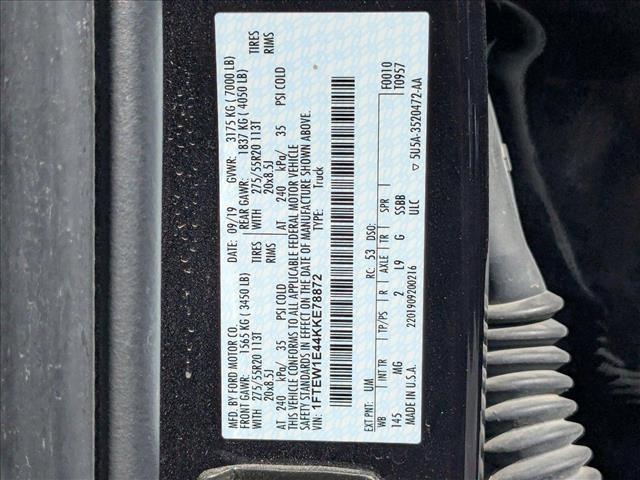 MFD. BY FORD MOTOR CO.
DATE: 09/19 GVWR: 3175 KG ( 7000 LB)
FRONT GAWR: 1565 KG ( 3450 LB) REAR GAWR: 1837 KG ( 4050 LB)
WITH 275/55R20 113T TIRES WITH 275/55R20 113T TIRES
20x8.5J RIMS 20x8.5J RIMS
AT 240 kPa/ 35 PSI COLD AT 240 kPa/ 35 PSI COLD
THIS VEHICLE CONFORMS TO ALL APPLICABLE FEDERAL MOTOR VEHICLE
SAFETY STANDARDS IN EFFECT ON THE DATE OF MANUFACTURE SHOWN ABOVE.
VIN: 1FTEW1E44KKE78872 TYPE: Truck
F0010
EXT PNT: UM RC: 53 DSO: T0957
WB INT TR TP/PS R AXLE TR SPR
145 MG 2 L9 G SSBB
ULC
MADE IN U.S.A. 2201909200216 ▽ 5U5A-3520472-AA